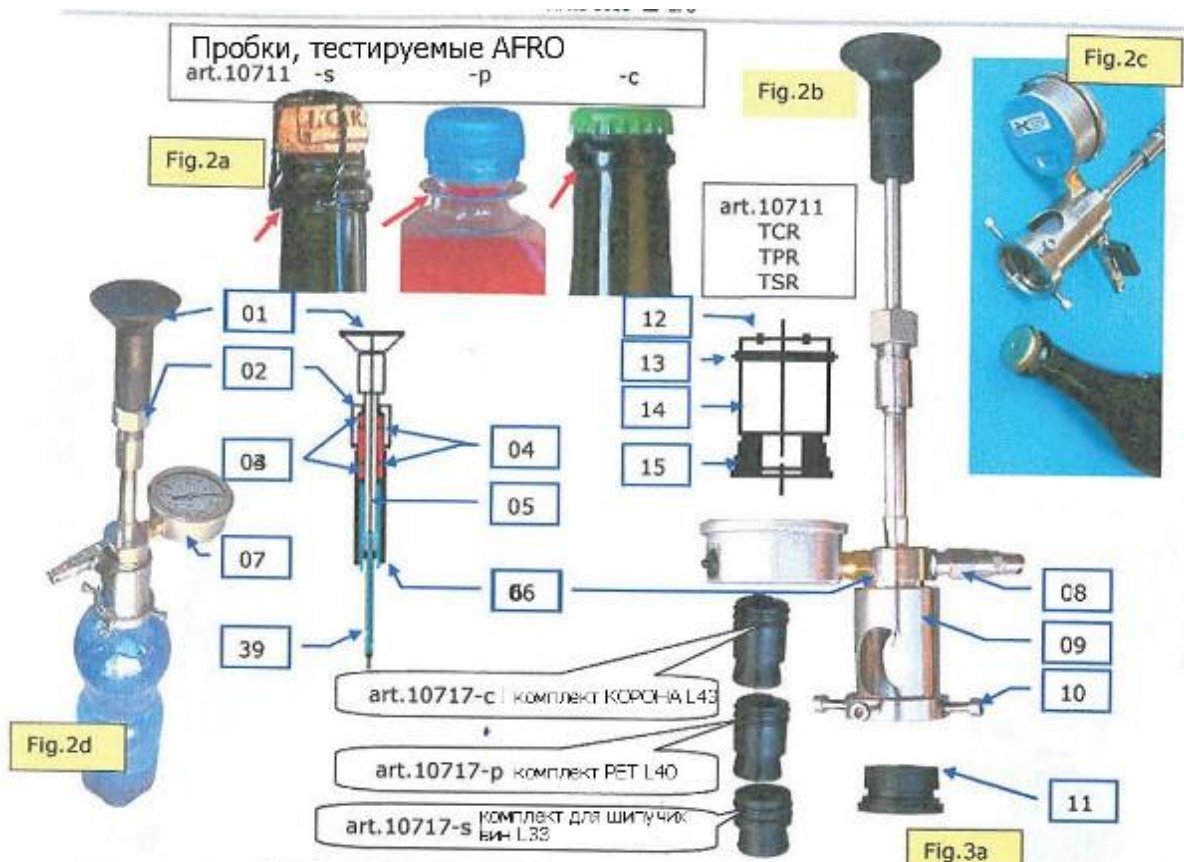 Пробки, тестируемые AFRO
art.10711 -s -p -c
Fig.2a
Fig.2b
Fig.2c
art.10711
TCR
TPR
TSR
01
02
04
05
07
39
12
13
14
15
08
09
10
11
art.10717-c комплект КОРОНА L43
art.10717-p комплект PET L40
art.10717-s комплект для шипучих
вин L33
Fig.2d
Fig.3a